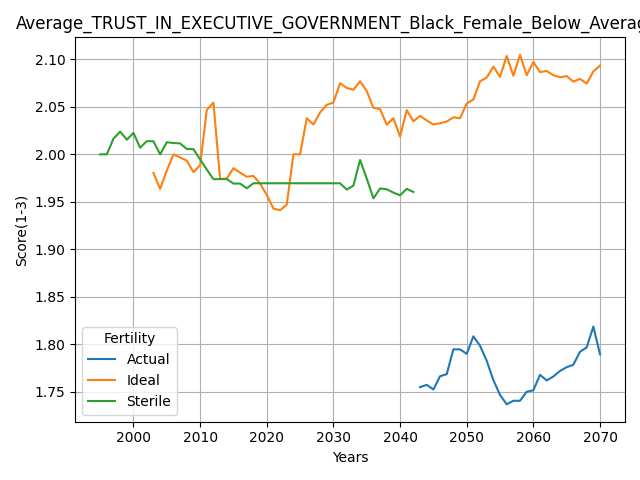 Average_TRUST_IN_EXECUTIVE_GOVERNMENT_Black_Female_Below_Averag
Score(1-3)
2.10
2.05
2.00
1.95
1.90
1.85
1.80
1.75
Fertility
Actual
Ideal
Sterile
2000 2010 2020 2030 2040 2050 2060 2070
Years